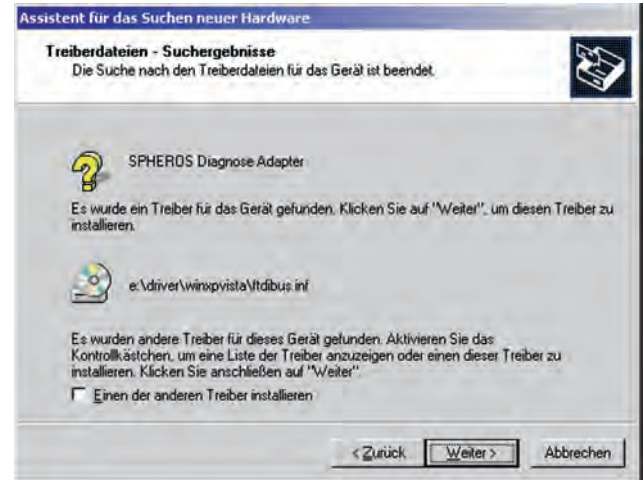 Assistent für das Suchen neuer Hardware
Treiberdateien - Suchergebnisse
Die Suche nach den Treiberdateien für das Gerät ist beendet.
SPHEROS Diagnose Adapter
Es wurde ein Treiber für das Gerät gefunden. Klicken Sie auf "Weiter", um diesen Treiber zu
installieren.
e:\driver\winxpvista\ftdibus.inf
Es wurden andere Treiber für dieses Gerät gefunden. Aktivieren Sie das
Kontrollkästchen, um eine Liste der Treiber anzuzeigen oder einen dieser Treiber zu
installieren. Klicken Sie anschließen auf "Weiter".
Einen der anderen Treiber installieren
< Zurück Weiter > Abbrechen